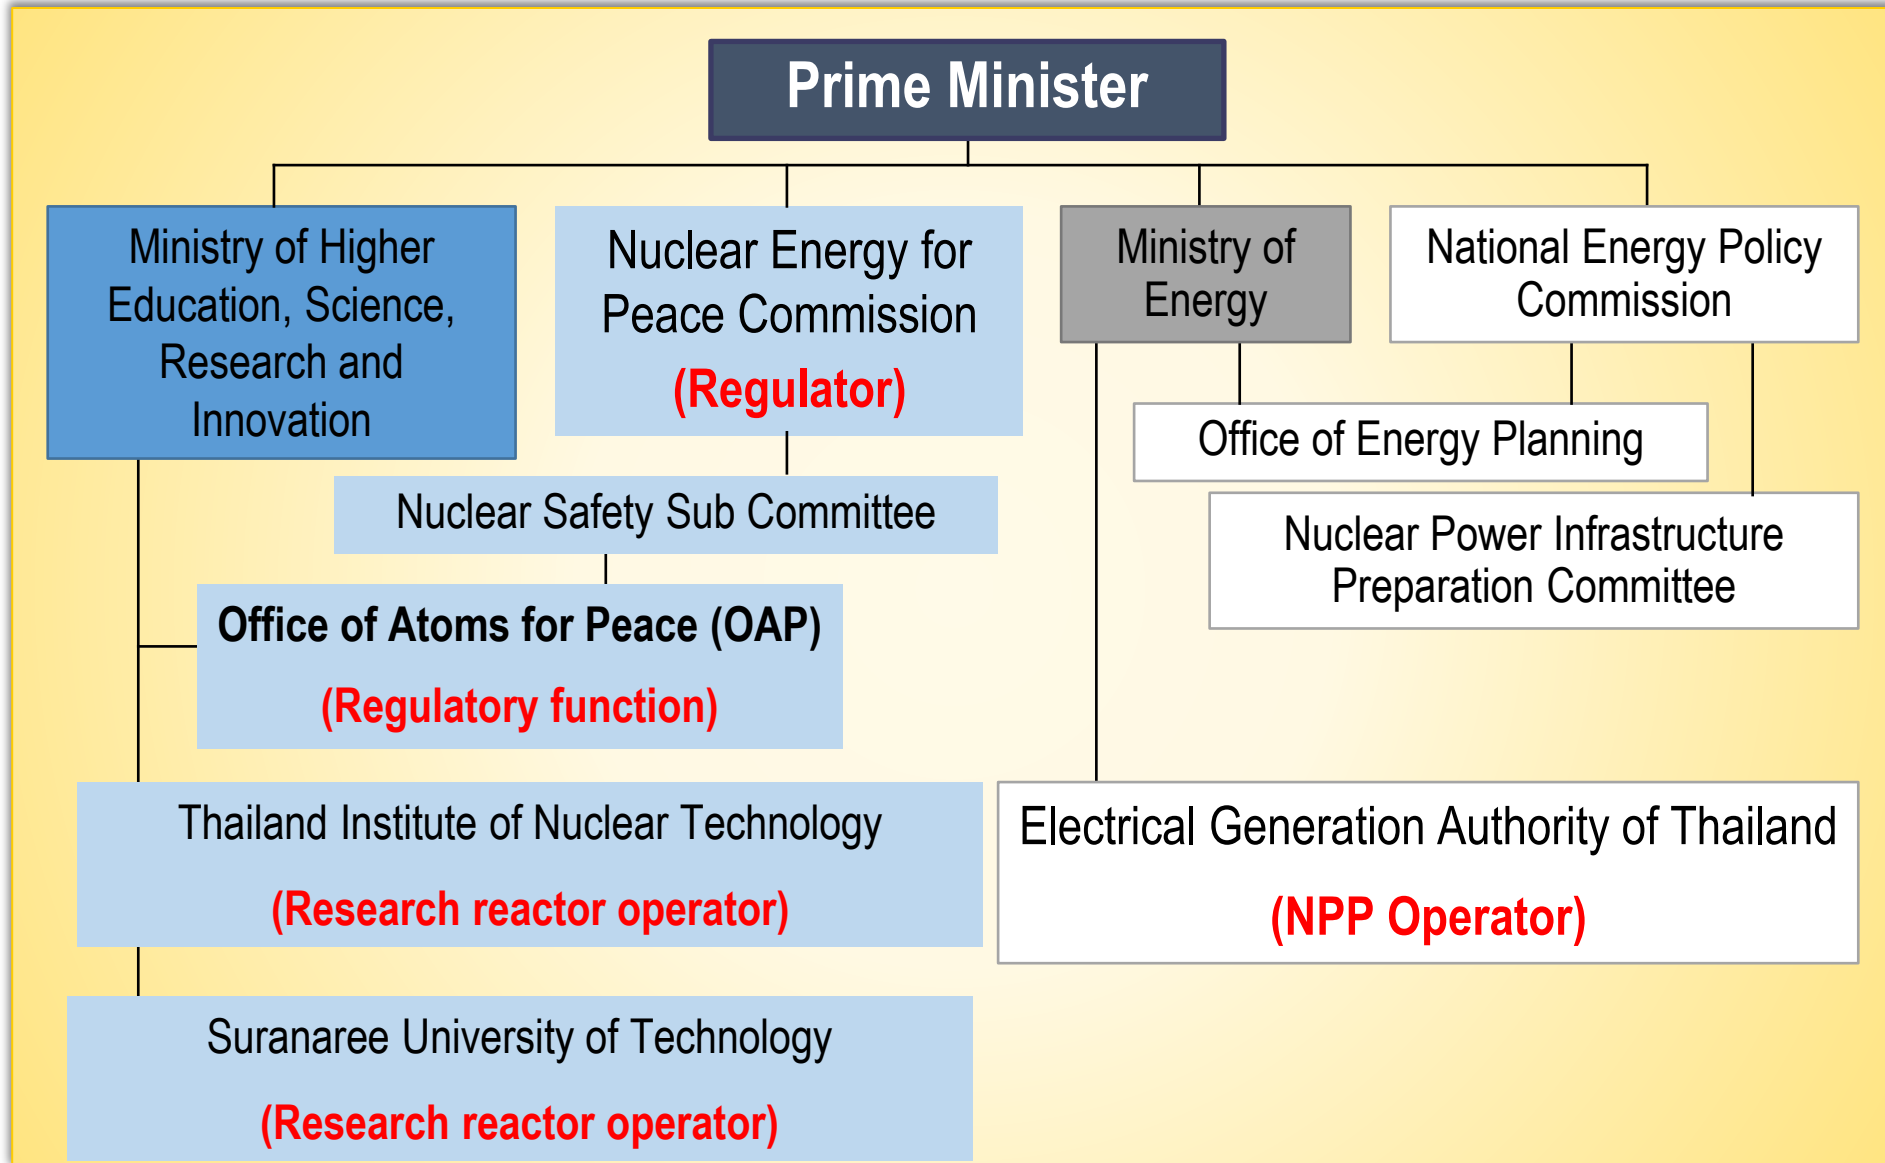 Prime Minister
Ministry of Higher
Education, Science,
Research and
Innovation
Nuclear Energy for
Peace Commission
(Regulator)
Ministry of
Energy
National Energy Policy
Commission
Office of Energy Planning
Nuclear Safety Sub Committee
Nuclear Power Infrastructure
Preparation Committee
Office of Atoms for Peace (OAP)
(Regulatory function)
Thailand Institute of Nuclear Technology
(Research reactor operator)
Electrical Generation Authority of Thailand
(NPP Operator)
Suranaree University of Technology
(Research reactor operator)